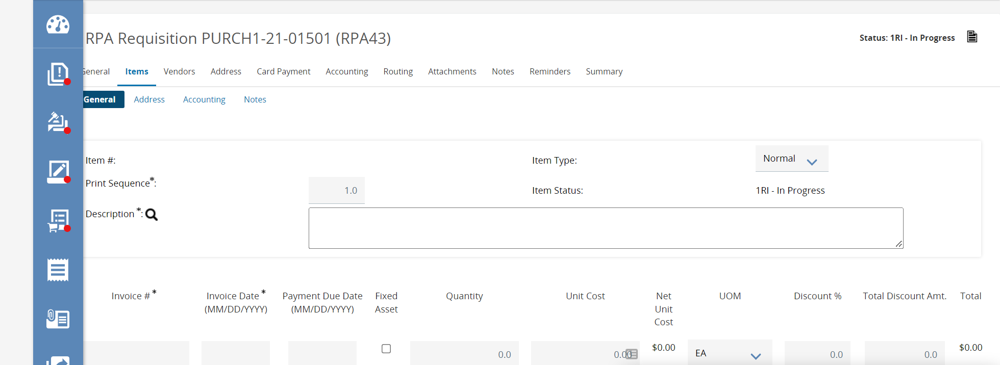 RPA Requisition PURCH1-21-01501 (RPA43)
Status: 1RI - In Progress
General Items Vendors Address Card Payment Accounting Routing Attachments Notes Reminders Summary
General Address Accounting Notes
Item #:
Item Type:
Normal
Print Sequence*:
1.0
Item Status:
1RI - In Progress
Description *:
Invoice # *
Invoice Date *
(MM/DD/YYYY)
Payment Due Date
(MM/DD/YYYY)
Fixed
Asset
Quantity
Unit Cost
Net
Unit
Cost
UOM
Discount %
Total Discount Amt.
Total
0.0
0.00
$0.00
EA
0.0
0.0
$0.00